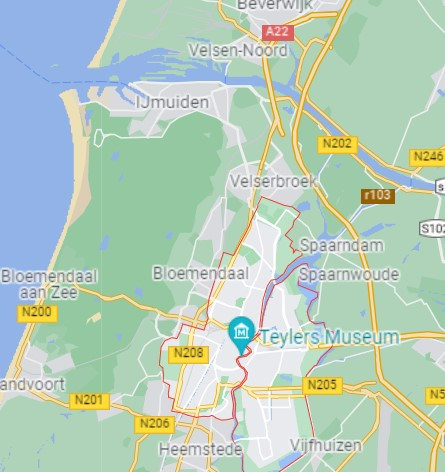 Beverwijk
A22
Velsen-Noord
IJmuiden
N202
N246
Velserbroek
r103
s
S102
Spaarndam
Bloemendaal
aan Zee
Bloemendaal
Spaarnwoude
N200
Teylers Museum
N208
andvoort
N205
N201
N5
N206
Heemstede
Vijfhuizen